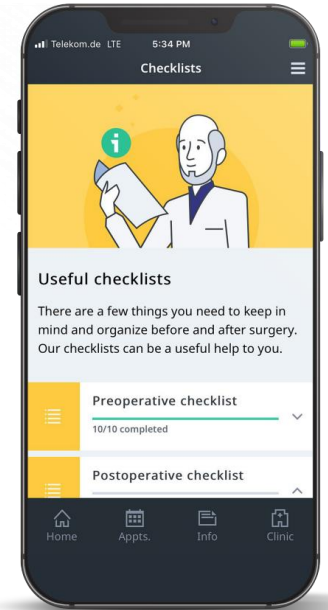 Telekom.de LTE 5:34 PM
Checklists
i
Useful checklists
There are a few things you need to keep in
mind and organize before and after surgery.
Our checklists can be a useful help to you.
Preoperative checklist
10/10 completed
Postoperative checklist
Home Appts. Info Clinic